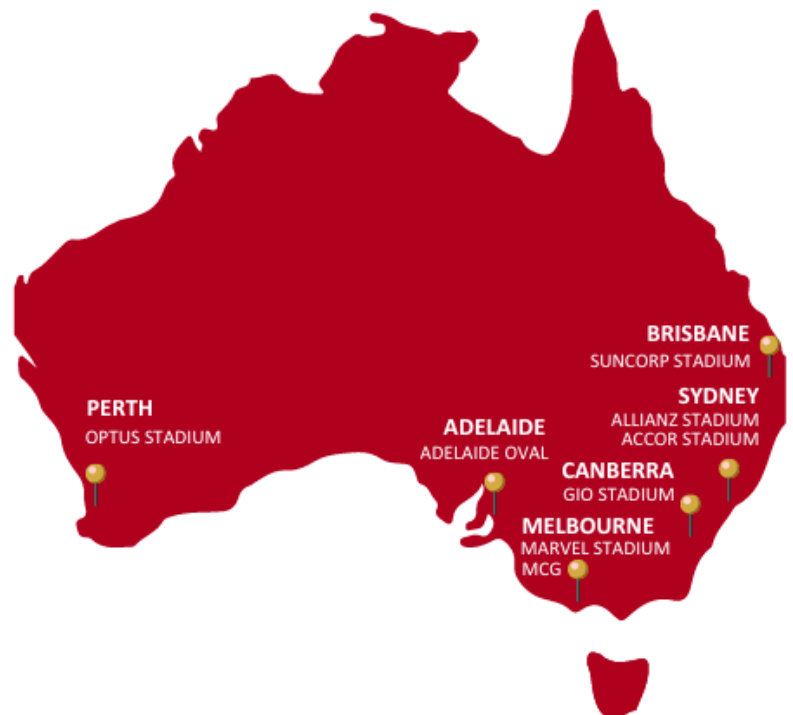 BRISBANE
SUNCORP STADIUM
SYDNEY
ALLIANZ STADIUM
ACCOR STADIUM
PERTH
OPTUS STADIUM
ADELAIDE
ADELAIDE OVAL
CANBERRA
GIO STADIUM
MELBOURNE
MARVEL STADIUM
MCG